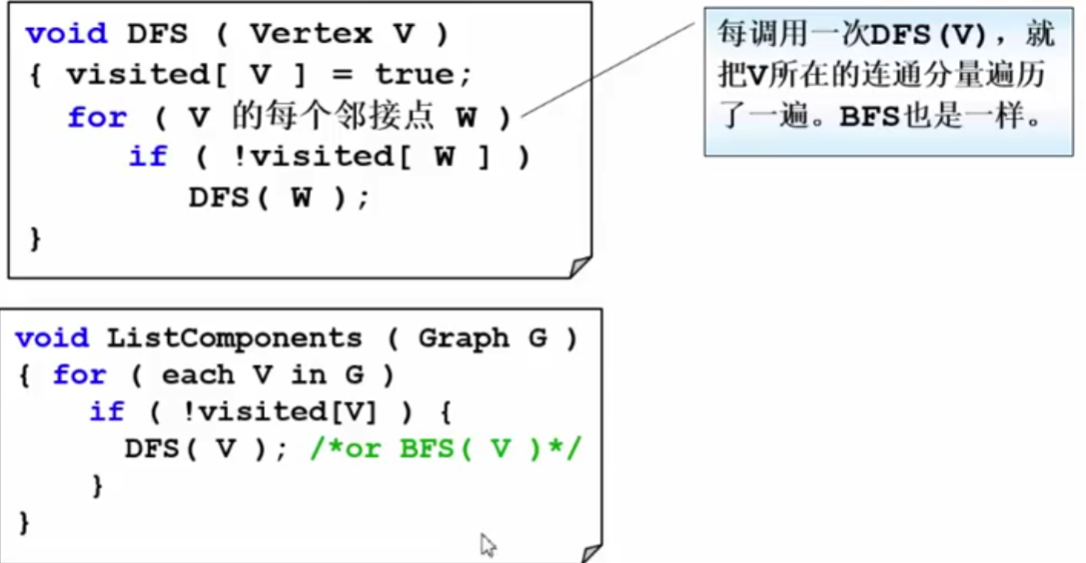 void DFS ( Vertex V )
{ visited[ V ] = true;
for ( V 的每个邻接点 W )
if ( !visited[ W ] )
DFS( W );
}
每调用一次DFS(V)，就
把V所在的连通分量遍历
了一遍。BFS也是一样。
void ListComponents ( Graph G )
{ for ( each V in G )
if ( !visited[V] ) {
DFS( V ); /*or BFS( V )*/
}
}